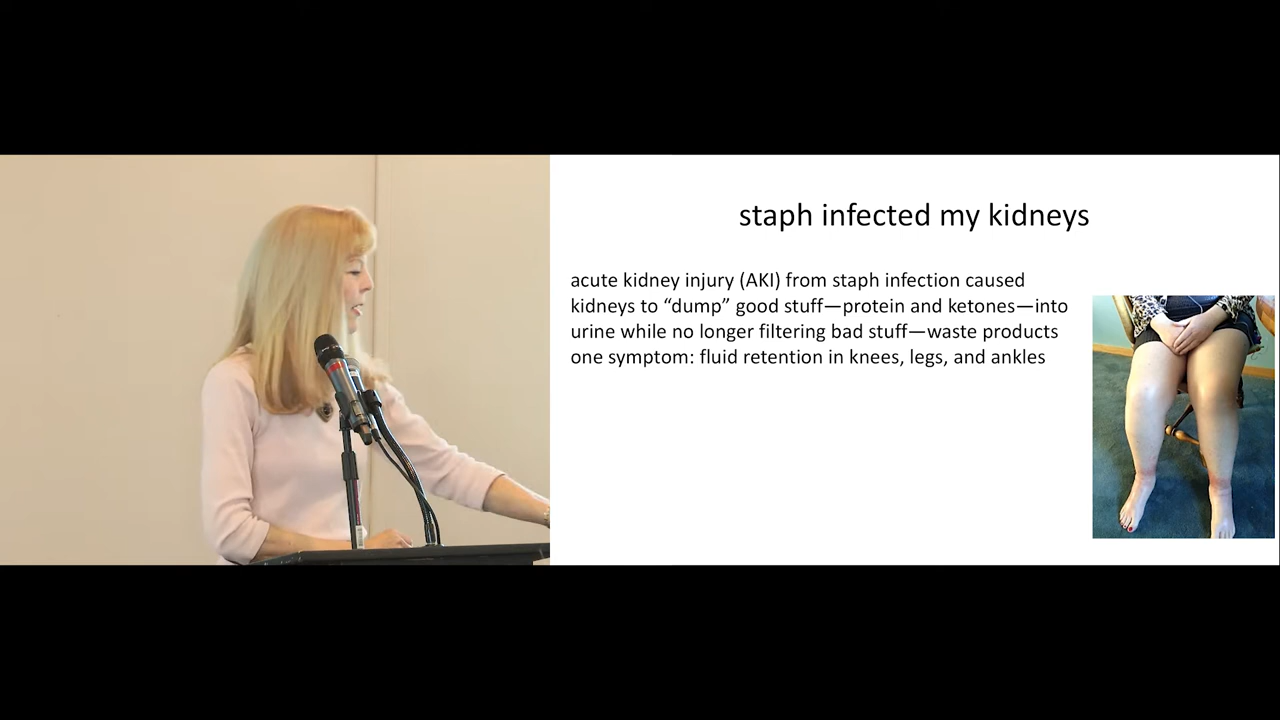 staph infected my kidneys
acute kidney injury (AKI) from staph infection caused
kidneys to “dump” good stuff—protein and ketones—into
urine while no longer filtering bad stuff—waste products
one symptom: fluid retention in knees, legs, and ankles